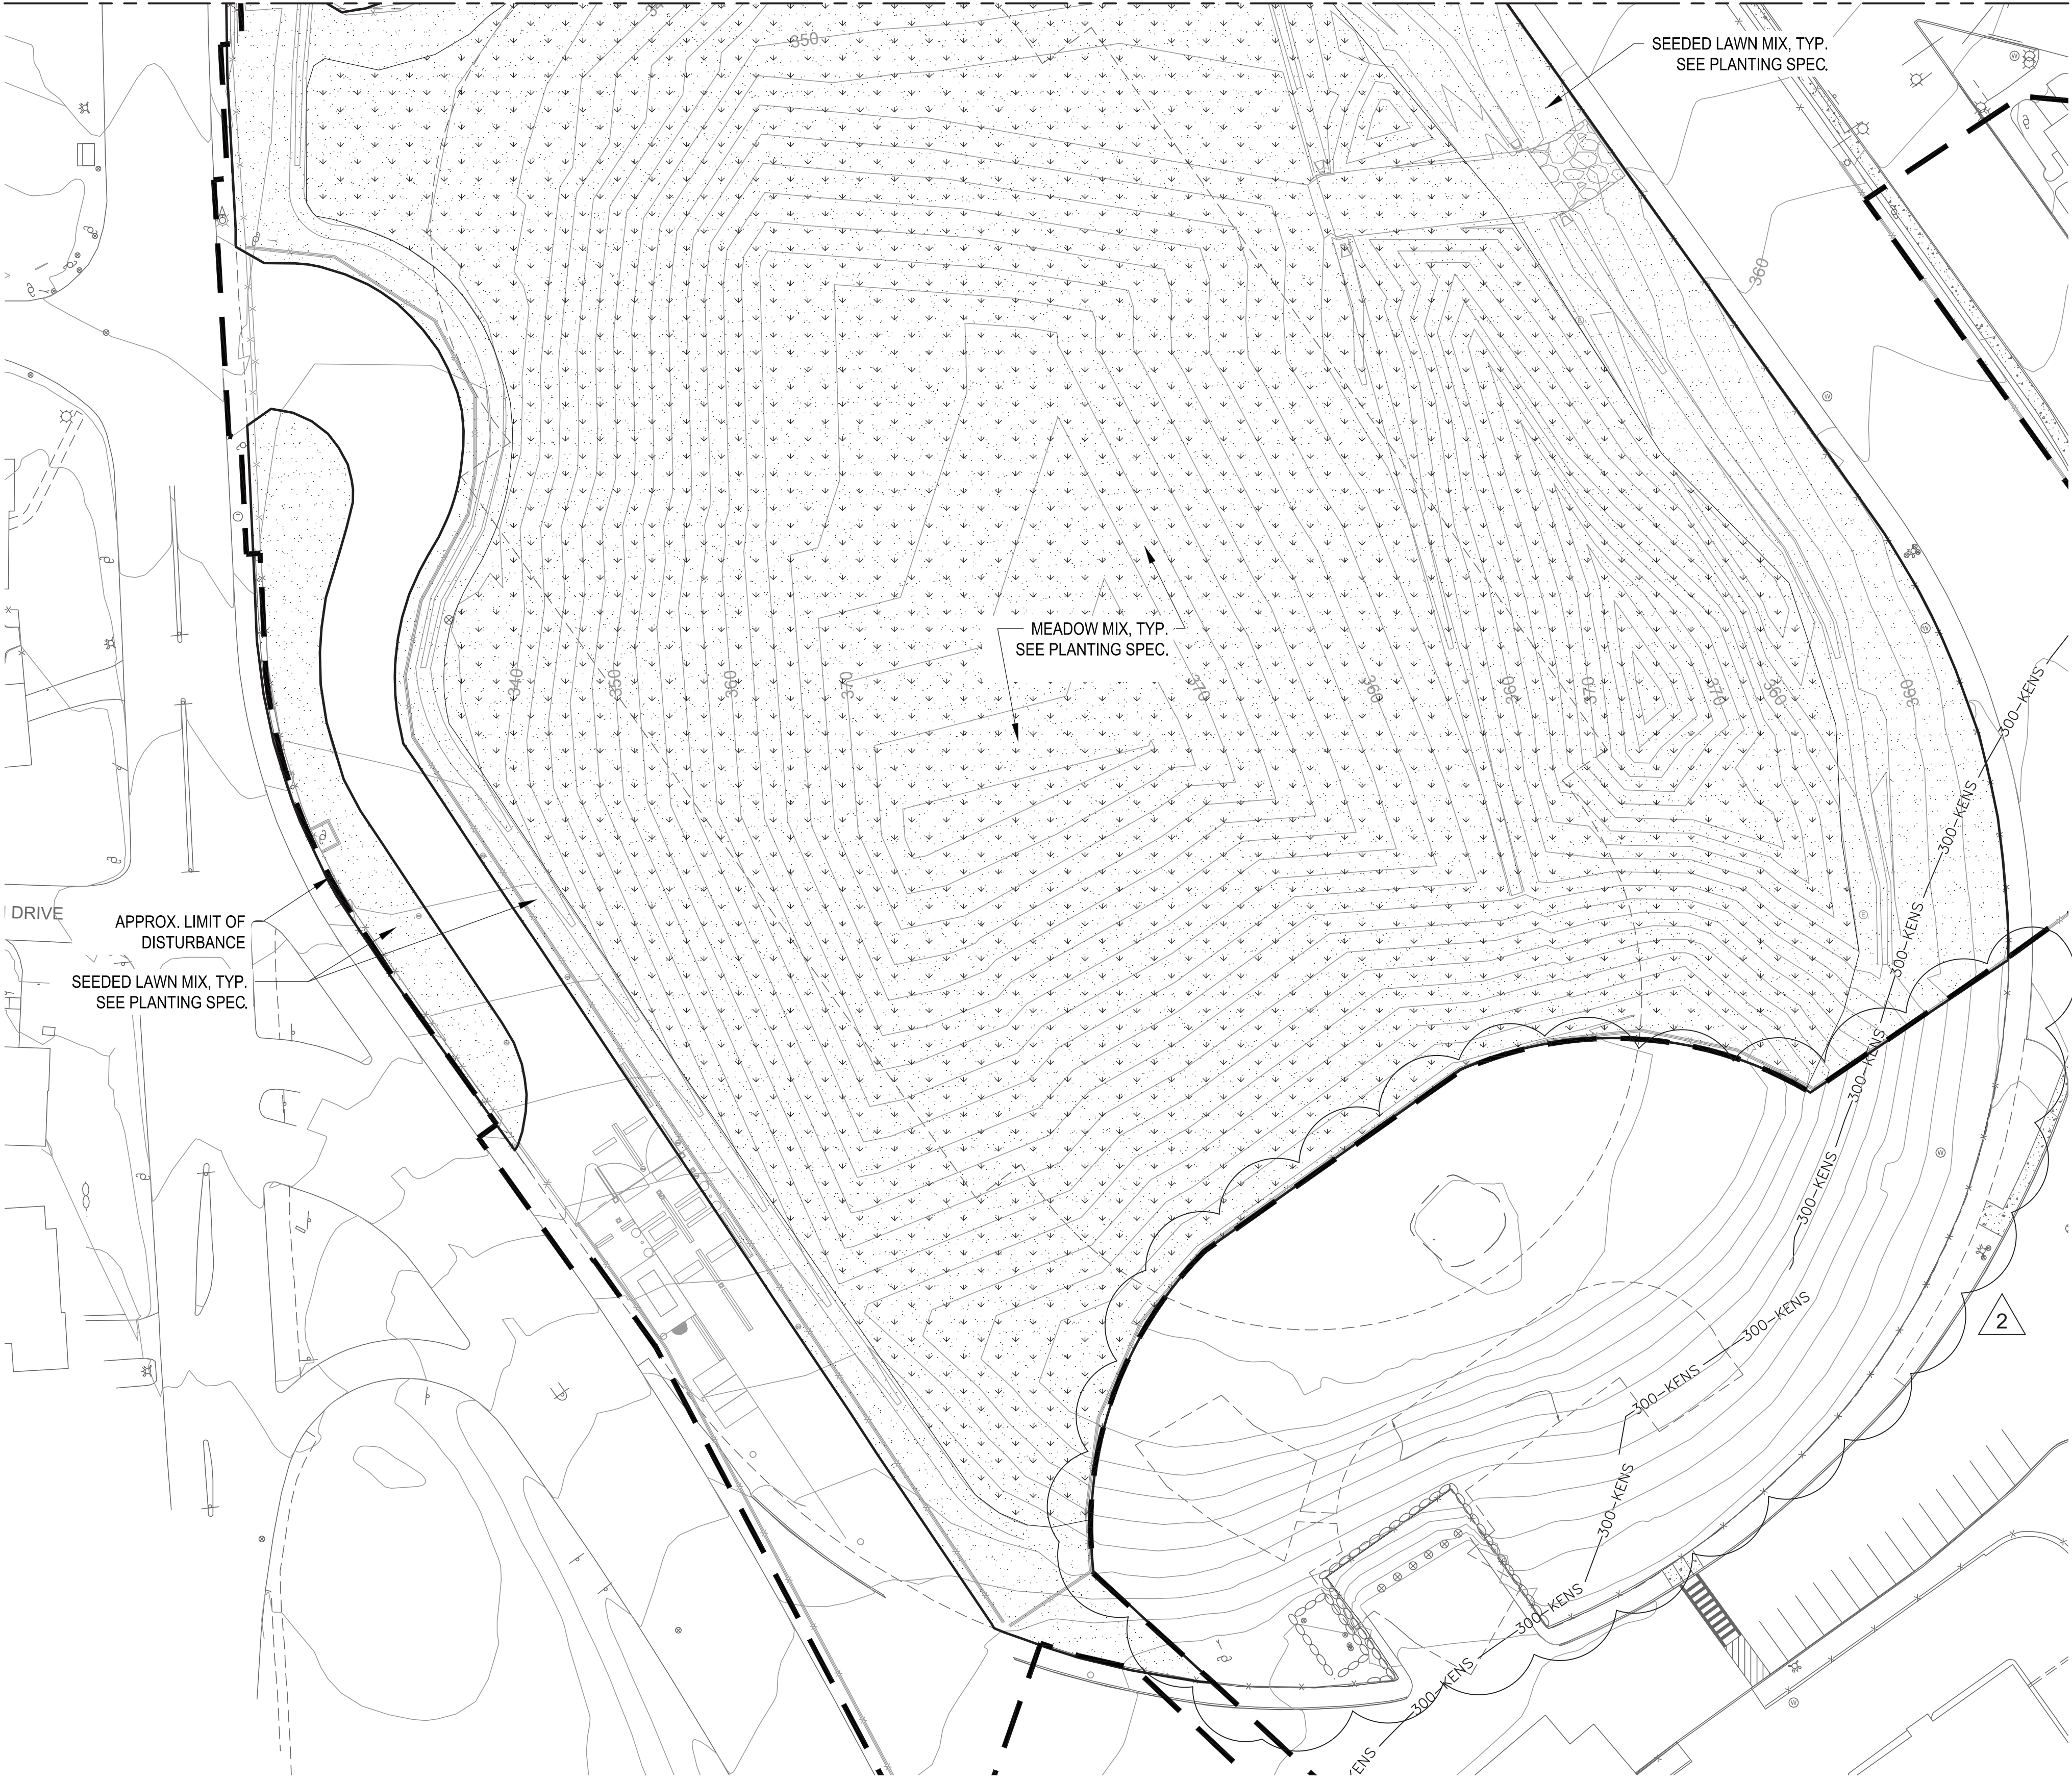 350
SEEDED LAWN MIX, TYP.
SEE PLANTING SPEC.
360
MEADOW MIX, TYP.
SEE PLANTING SPEC.
340
350
360
370
370
360
360
370
370
360
360
300-KENS
300-KENS
300-KENS
300-KENS
300-KENS
300-KENS
300-KENS
300-KENS
300-KENS
300-KENS
300-KENS
KENS
DRIVE
APPROX. LIMIT OF
DISTURBANCE
SEEDED LAWN MIX, TYP.
SEE PLANTING SPEC.
2
W
W
W
W
W
T
E
E